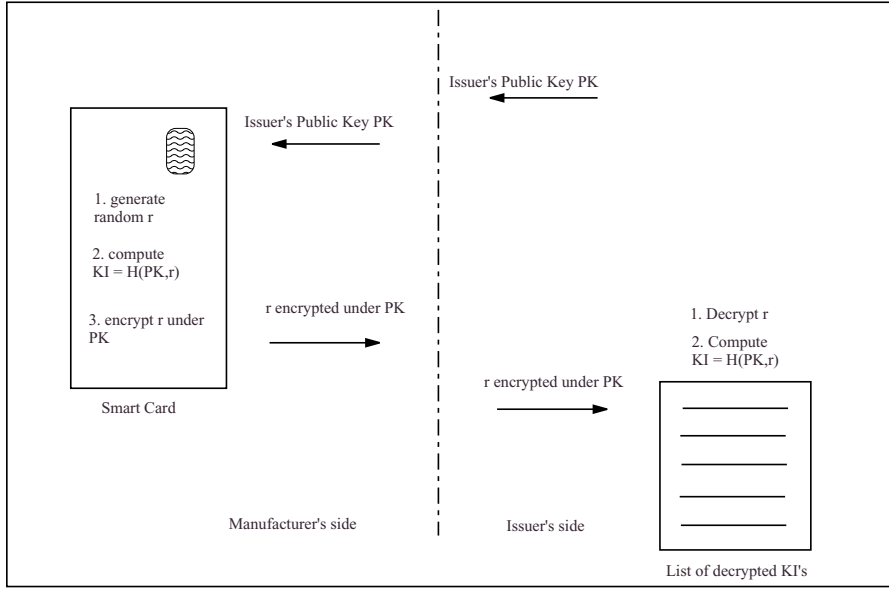 Issuer's Public Key PK
Issuer's Public Key PK
1. generate
random r
2. compute
KI = H(PK,r)
3. encrypt r under
PK
Smart Card
r encrypted under PK
r encrypted under PK
1. Decrypt r
2. Compute
KI = H(PK,r)
Manufacturer's side
Issuer's side
List of decrypted KI's